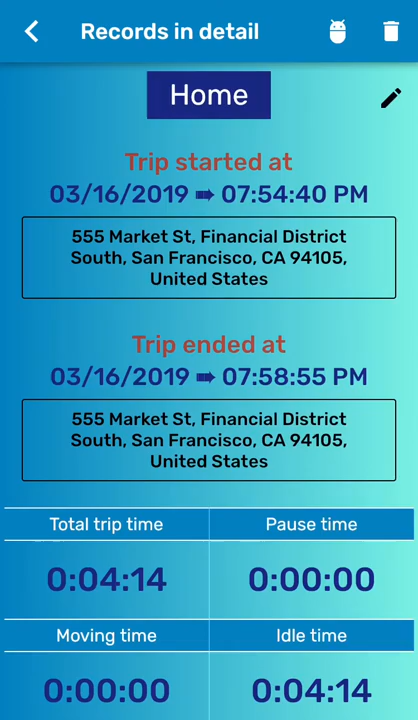 Records in detail
Home
Trip started at
03/16/2019 ➠ 07:54:40 PM
555 Market St, Financial District
South, San Francisco, CA 94105,
United States
Trip ended at
03/16/2019 ➠ 07:58:55 PM
555 Market St, Financial District
South, San Francisco, CA 94105,
United States
Total trip time Pause time
0:04:14 0:00:00
Moving time Idle time
0:00:00 0:04:14